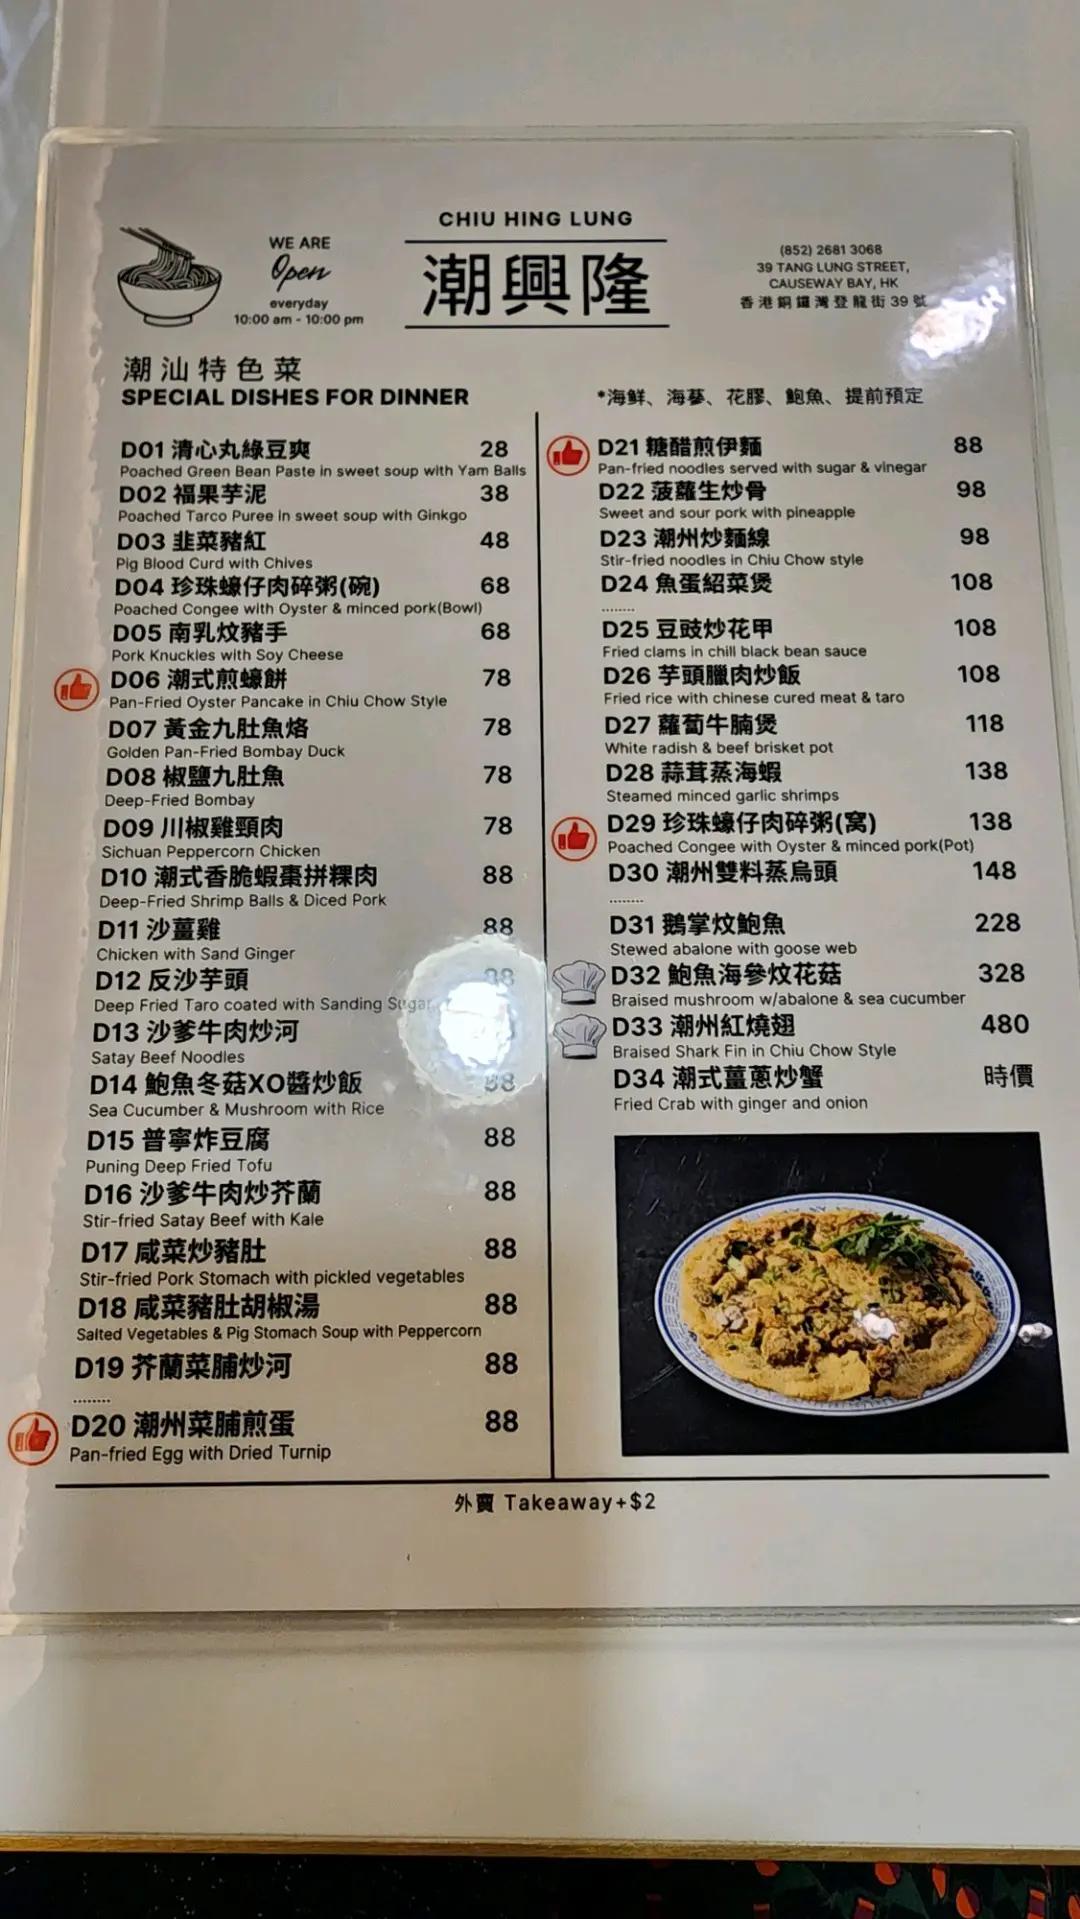 CHIU HING LUNG
潮興隆
WE ARE
Open
everyday
10:00 am - 10:00 pm
(852) 2681 3068
39 TANG LUNG STREET,
CAUSEWAY BAY, HK
香港銅鑼灣登龍街 39 號
潮汕特色菜
SPECIAL DISHES FOR DINNER
D01 清心丸綠豆爽 28
Poached Green Bean Paste in sweet soup with Yam Balls
D02 福果芋泥 38
Poached Tarco Puree in sweet soup with Ginkgo
D03 韭菜豬紅 48
Pig Blood Curd with Chives
D04 珍珠蠔仔肉碎粥(碗) 68
Poached Congee with Oyster & minced pork(Bowl)
D05 南乳炆豬手 68
Pork Knuckles with Soy Cheese
D06 潮式煎蠔餅 78
Pan-Fried Oyster Pancake in Chiu Chow Style
D07 黃金九肚魚烙 78
Golden Pan-Fried Bombay Duck
D08 椒鹽九肚魚 78
Deep-Fried Bombay
D09 川椒雞頸肉 78
Sichuan Peppercorn Chicken
D10 潮式香脆蝦棗拼粿肉 88
Deep-Fried Shrimp Balls & Diced Pork
D11 沙薑雞 88
Chicken with Sand Ginger
D12 反沙芋頭
Deep Fried Taro coated with Sanding Sugar
D13 沙爹牛肉炒河
Satay Beef Noodles
D14 鮑魚冬菇XO醬炒飯 88
Sea Cucumber & Mushroom with Rice
D15 普寧炸豆腐 88
Puning Deep Fried Tofu
D16 沙爹牛肉炒芥蘭 88
Stir-fried Satay Beef with Kale
D17 咸菜炒豬肚 88
Stir-fried Pork Stomach with pickled vegetables
D18 咸菜豬肚胡椒湯 88
Salted Vegetables & Pig Stomach Soup with Peppercorn
D19 芥蘭菜脯炒河 88
........
D20 潮州菜脯煎蛋 88
Pan-fried Egg with Dried Turnip
*海鮮、海蔘、花膠、鮑魚、提前預定
D21 糖醋煎伊麵 88
Pan-fried noodles served with sugar & vinegar
D22 菠蘿生炒骨 98
Sweet and sour pork with pineapple
D23 潮州炒麵線 98
Stir-fried noodles in Chiu Chow style
D24 魚蛋紹菜煲 108
........
D25 豆豉炒花甲 108
Fried clams in chill black bean sauce
D26 芋頭臘肉炒飯 108
Fried rice with chinese cured meat & taro
D27 蘿蔔牛腩煲 118
White radish & beef brisket pot
D28 蒜茸蒸海蝦 138
Steamed minced garlic shrimps
D29 珍珠蠔仔肉碎粥(窝) 138
Poached Congee with Oyster & minced pork(Pot)
D30 潮州雙料蒸烏頭 148
........
D31 鵝掌炆鮑魚 228
Stewed abalone with goose web
D32 鮑魚海參炆花菇 328
Braised mushroom w/abalone & sea cucumber
D33 潮州紅燒翅 480
Braised Shark Fin in Chiu Chow Style
D34 潮式薑蔥炒蟹 時價
Fried Crab with ginger and onion
外賣 Takeaway+$2